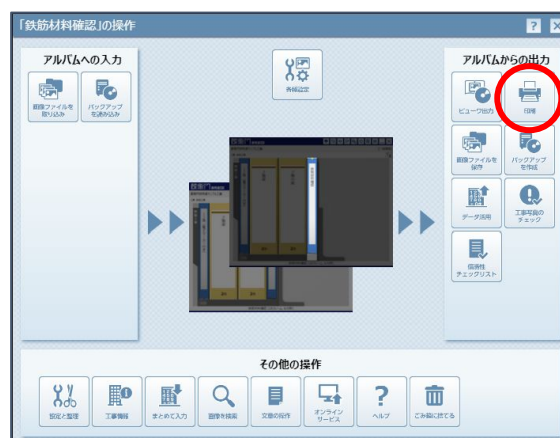 「鉄筋材料確認」の操作
?
アルバムへの入力
画像ファイルを
取り込み
バックアップ
を読み込み
各種設定
アルバムからの出力
ビューワ出力
印刷
画像ファイルを
保存
バックアップ
を作成
データ活用
工事写真の
チェック
信憑性
チェックリスト
その他の操作
設定と整理
工事情報
まとめて入力
画像を検索
文書の操作
オンライン
サービス
ヘルプ
ごみ箱に捨てる